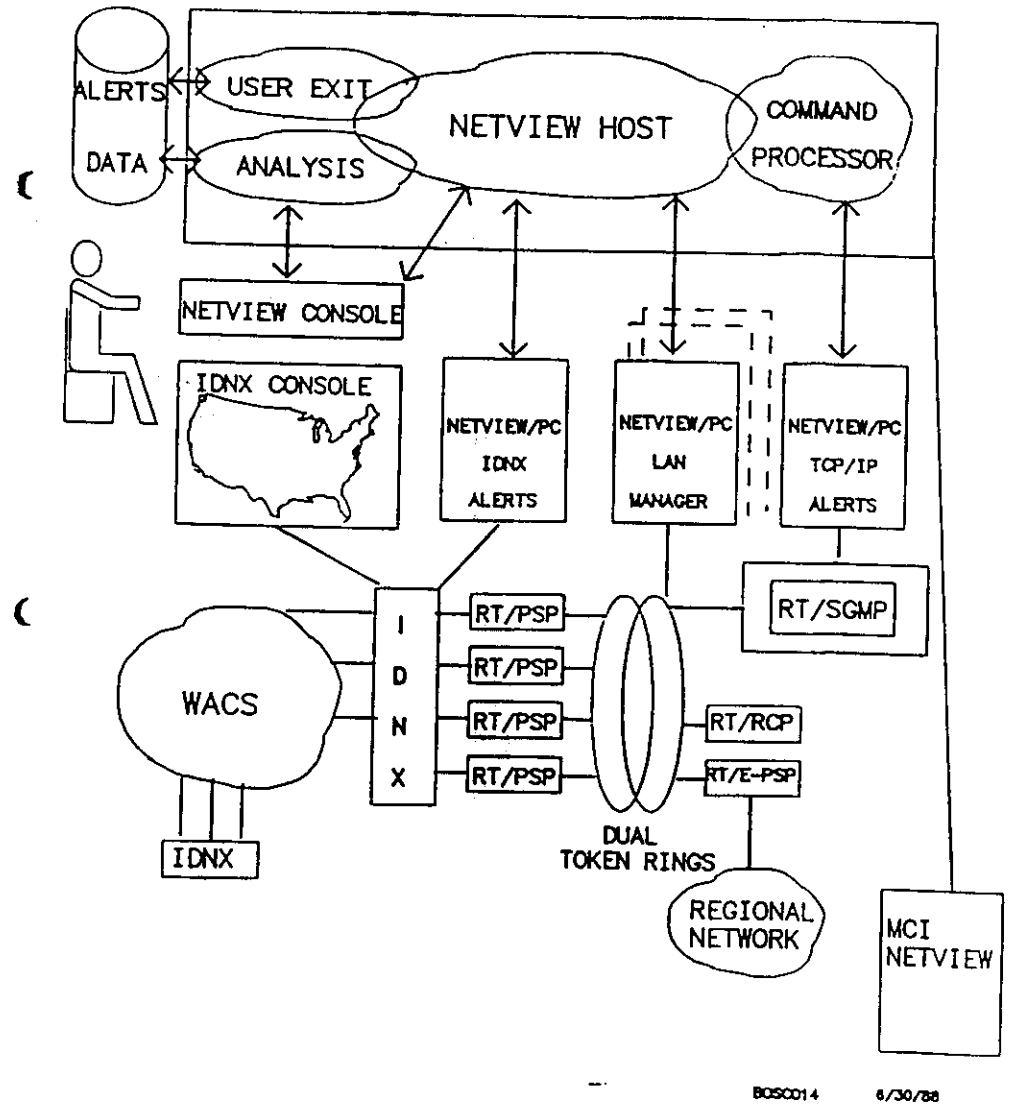 ALERTS
DATA
USER EXIT
ANALYSIS
NETVIEW HOST
COMMAND
PROCESSOR
NETVIEW CONSOLE
IDNX CONSOLE
NETVIEW/PC
IDNX
ALERTS
NETVIEW/PC
LAN
MANAGER
NETVIEW/PC
TCP/IP
ALERTS
WACS
I
D
N
X
RT/PSP
RT/PSP
RT/PSP
RT/PSP
RT/SGMP
RT/RCP
RT/E-PSP
IDNX
DUAL
TOKEN RINGS
REGIONAL
NETWORK
MCI
NETVIEW
BOSCO14 6/30/88